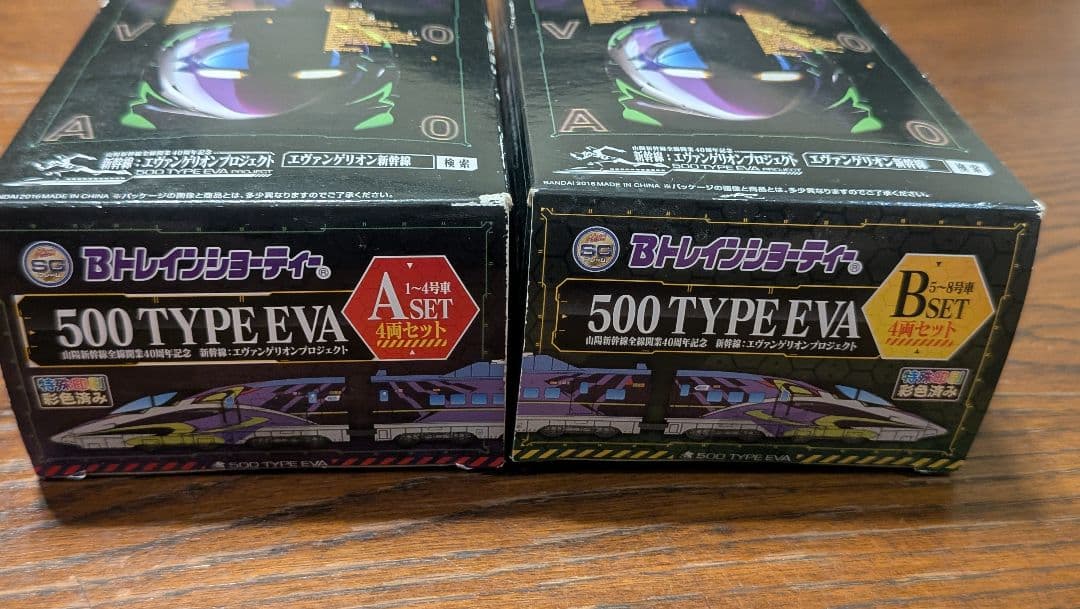 V O
A O
山陽新幹線全線開業40周年記念
新幹線:エヴァンゲリオンプロジェクト
500 TYPE EVA PROJECT
エヴァンゲリオン新幹線 検索
BANDAI 2016 MADE IN CHINA ※パッケージの画像と商品とは、多少異なりますのでご了承ください。
SG
Bトレインショーティー®
500 TYPE EVA
山陽新幹線全線開業40周年記念 新幹線:エヴァンゲリオンプロジェクト
1~4号車
A SET
4両セット
特殊印刷
彩色済み
500 TYPE EVA
V O
A O
山陽新幹線全線開業40周年記念
新幹線:エヴァンゲリオンプロジェクト
500 TYPE EVA PROJECT
エヴァンゲリオン新幹線 検索
BANDAI 2016 MADE IN CHINA ※パッケージの画像と商品とは、多少異なりますのでご了承ください。
SG
Bトレインショーティー®
500 TYPE EVA
山陽新幹線全線開業40周年記念 新幹線:エヴァンゲリオンプロジェクト
5~8号車
B SET
4両セット
特殊印刷
彩色済み
500 TYPE EVA